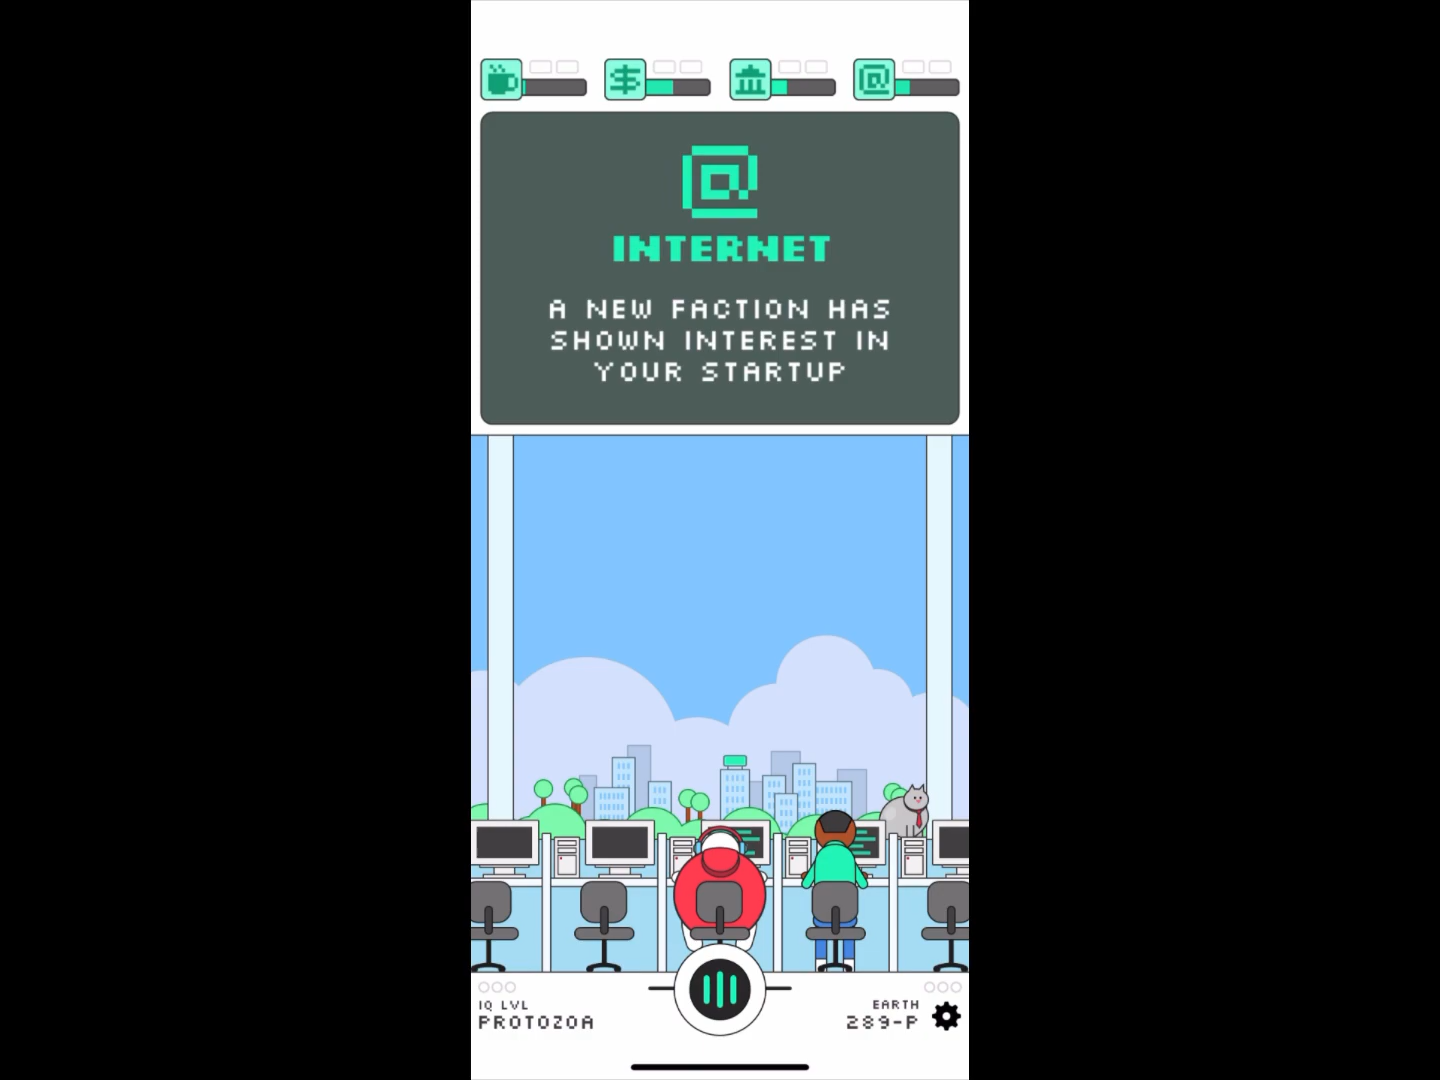 INTERNET
A NEW FACTION HAS
SHOWN INTEREST IN
YOUR STARTUP
IQ LVL
PROTOZOA
EARTH
289-P